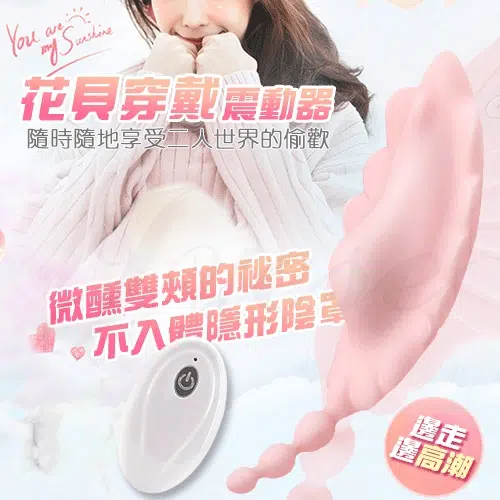 You are
my Sunshine
花貝穿戴震動器
隨時隨地享受二人世界的偷歡
微醺雙頰的祕密
不入體隱形陰罩
邊走
邊高潮